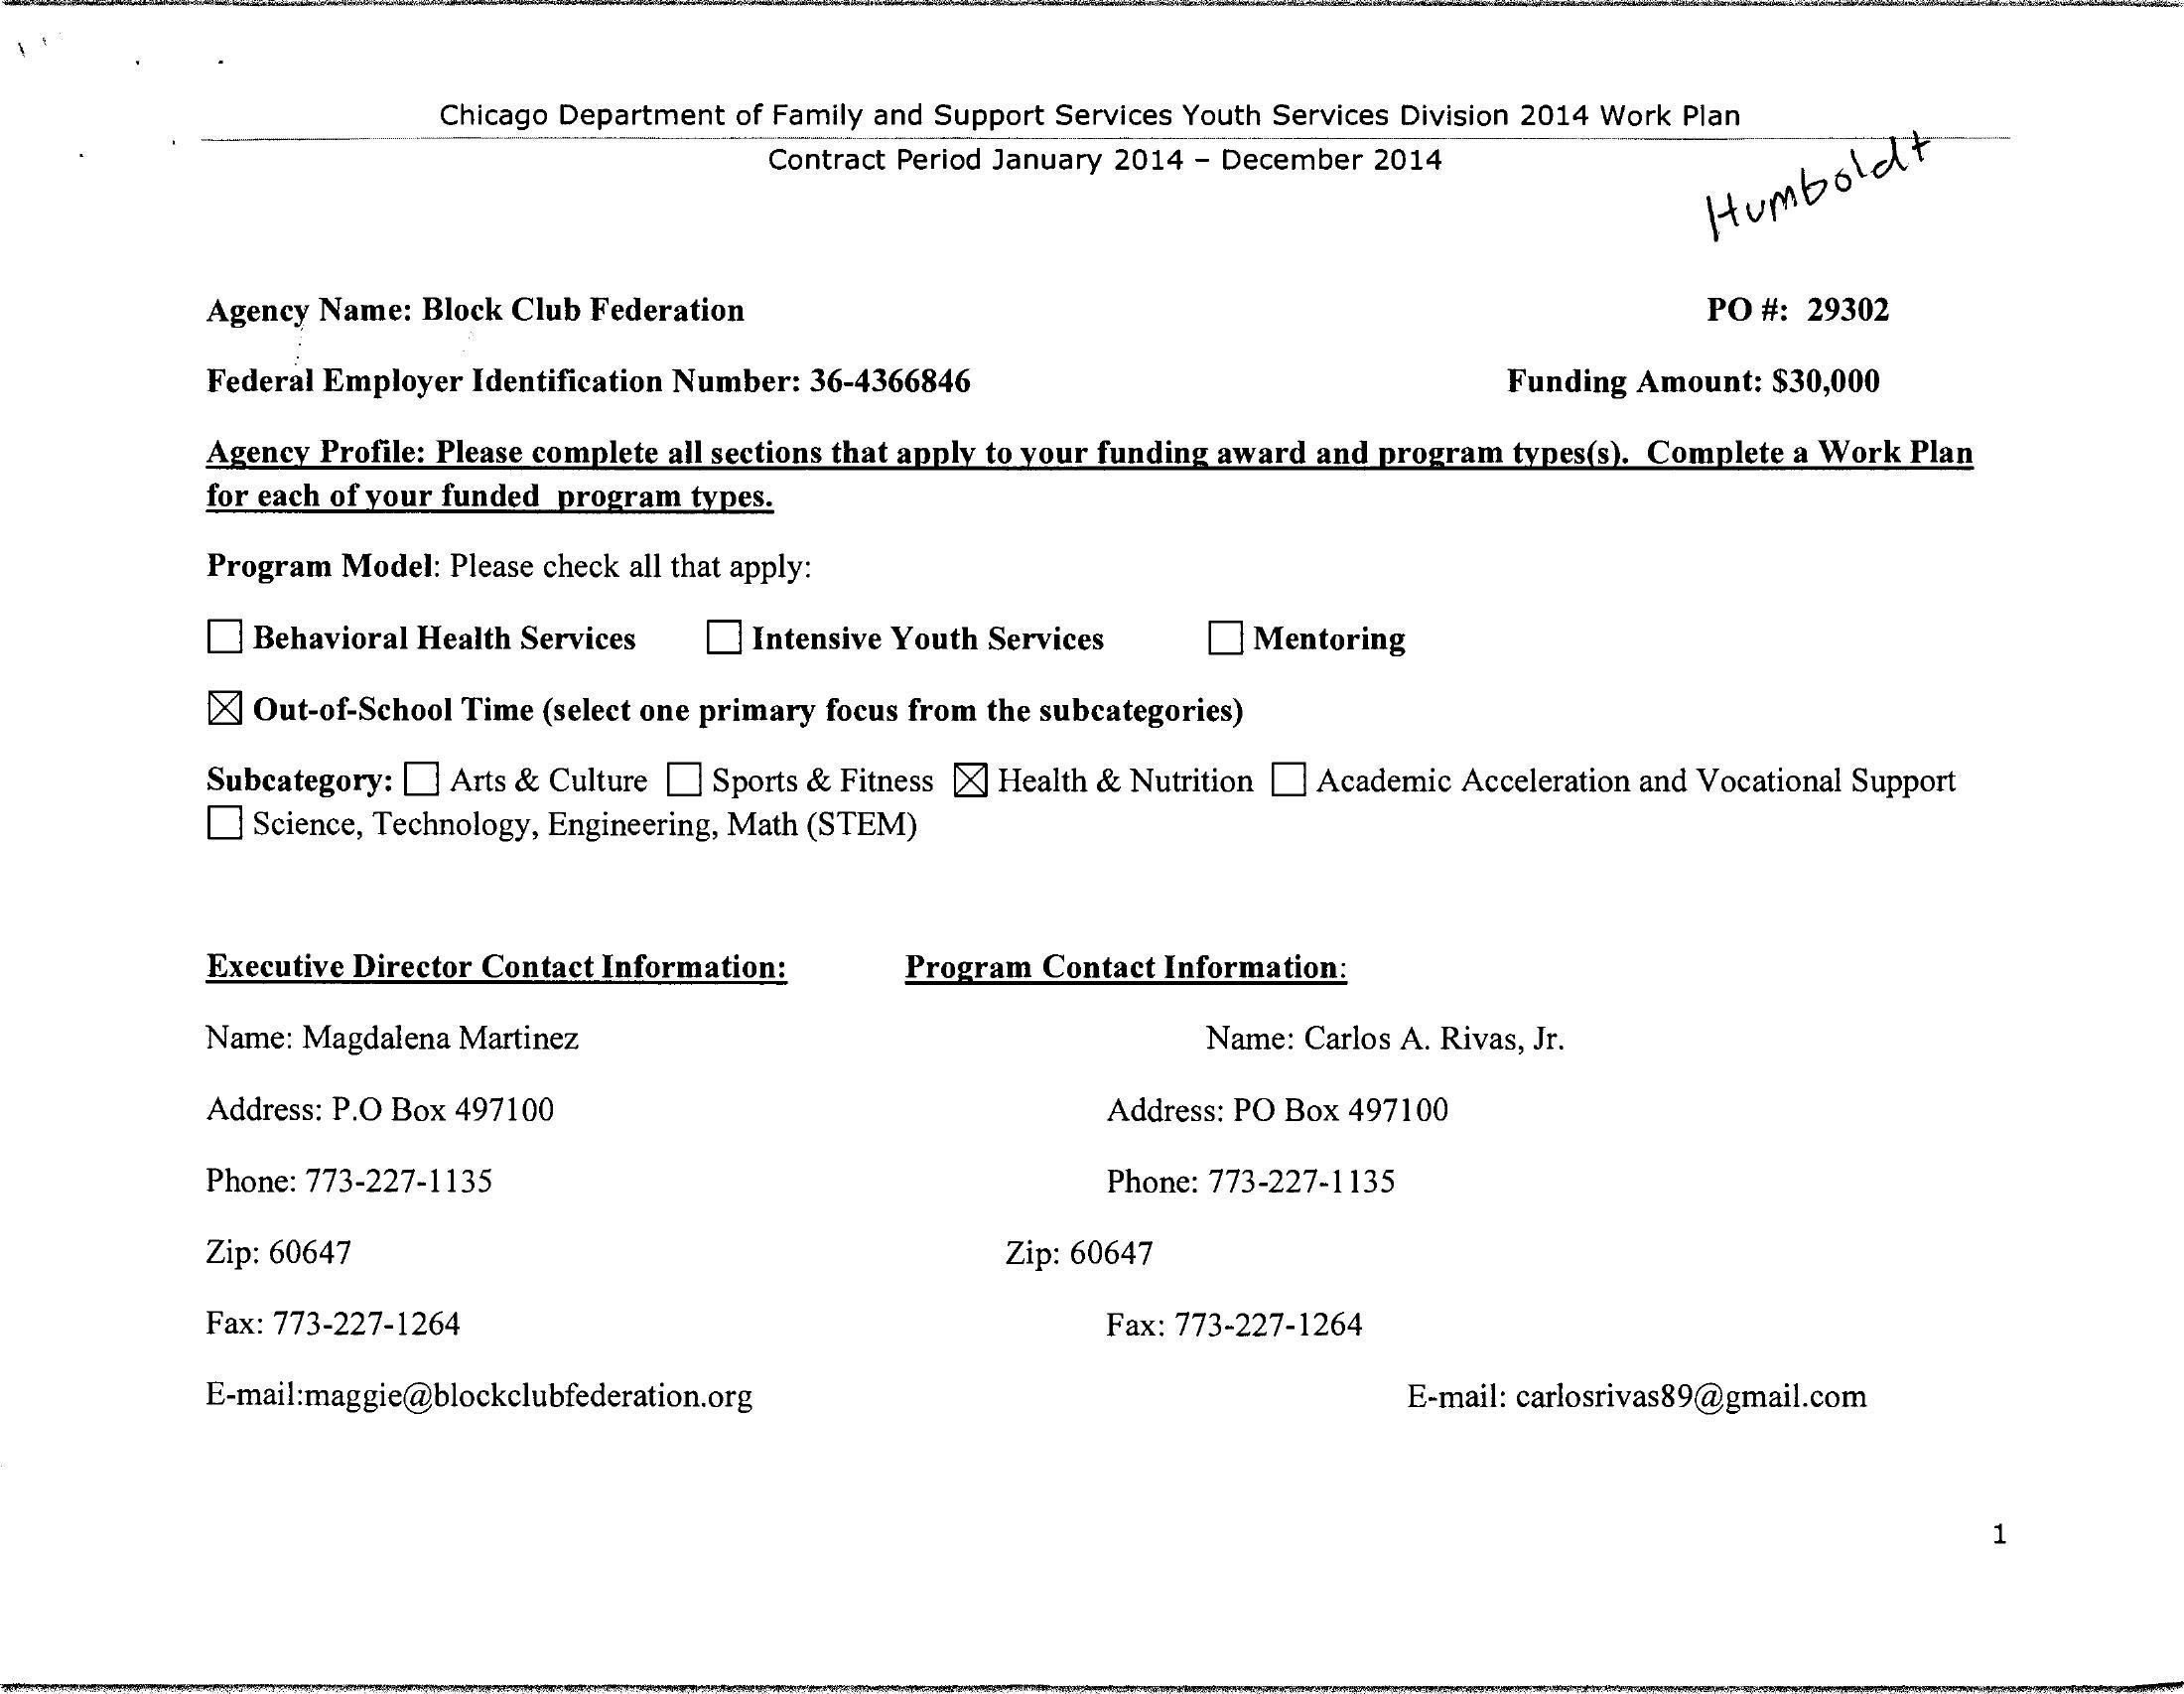 Chicago Department of Family and Support Services Youth Services Division 2014 Work Plan
Contract Period January 2014 – December 2014
Humboldt
Agency Name: Block Club Federation PO #: 29302
Federal Employer Identification Number: 36-4366846 Funding Amount: $30,000
Agency Profile: Please complete all sections that apply to your funding award and program types(s). Complete a Work Plan
for each of your funded program types.
Program Model: Please check all that apply:
☐ Behavioral Health Services ☐ Intensive Youth Services ☐ Mentoring
☒ Out-of-School Time (select one primary focus from the subcategories)
Subcategory: ☐ Arts & Culture ☐ Sports & Fitness ☒ Health & Nutrition ☐ Academic Acceleration and Vocational Support
☐ Science, Technology, Engineering, Math (STEM)
Executive Director Contact Information: Program Contact Information:
Name: Magdalena Martinez Name: Carlos A. Rivas, Jr.
Address: P.O Box 497100 Address: PO Box 497100
Phone: 773-227-1135 Phone: 773-227-1135
Zip: 60647 Zip: 60647
Fax: 773-227-1264 Fax: 773-227-1264
E-mail:maggie@blockclubfederation.org E-mail: carlosrivas89@gmail.com
1